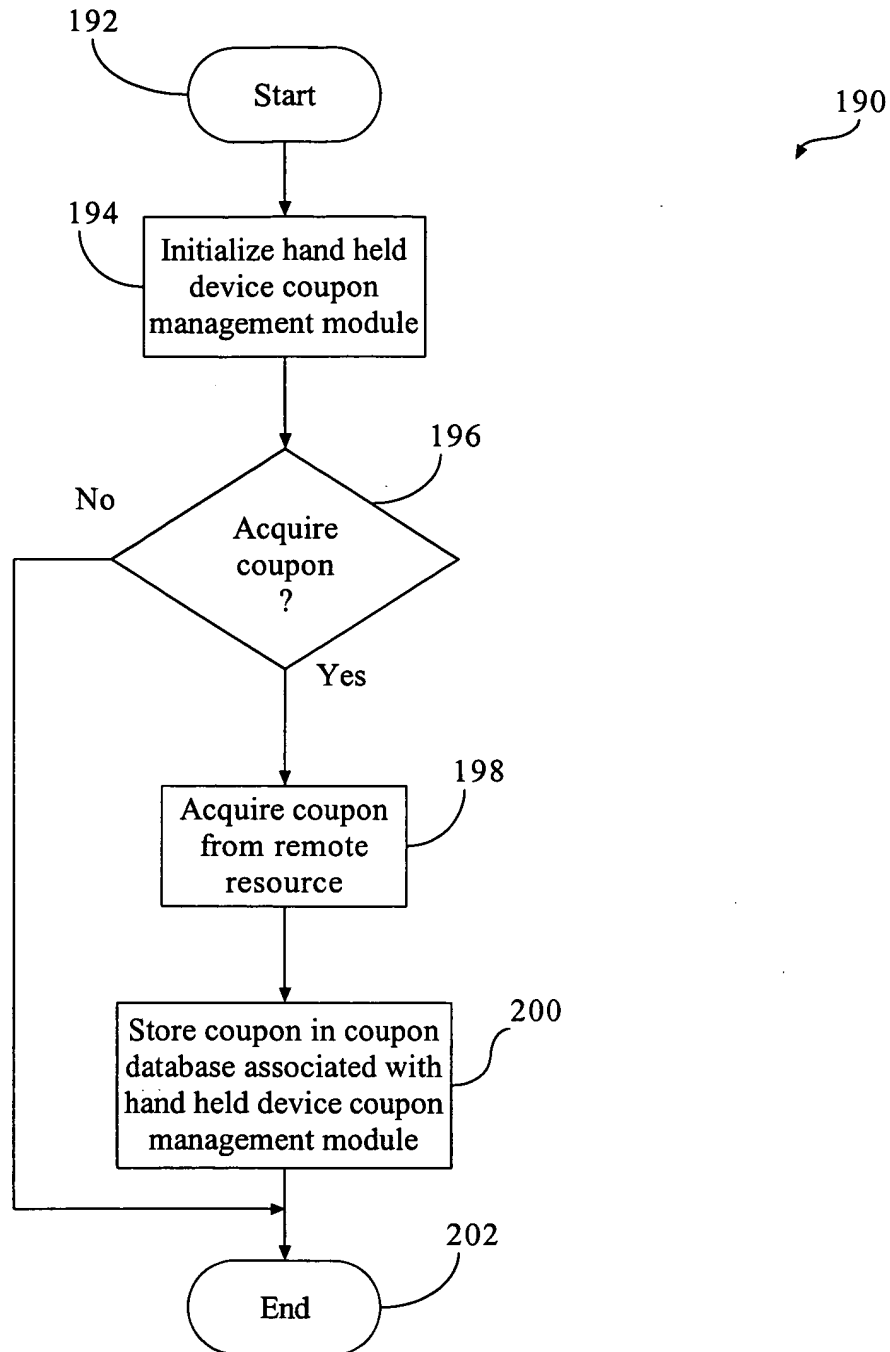 192
Start
190
194
Initialize hand held
device coupon
management module
196
No
Acquire
coupon
?
Yes
198
Acquire coupon
from remote
resource
200
Store coupon in coupon
database associated with
hand held device coupon
management module
202
End